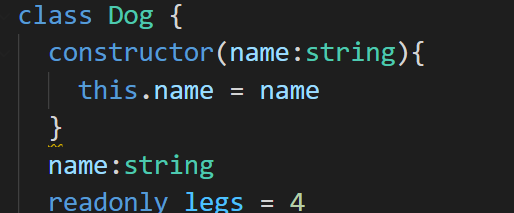 class Dog {
constructor(name:string){
this.name = name
}
name:string
readonly legs = 4